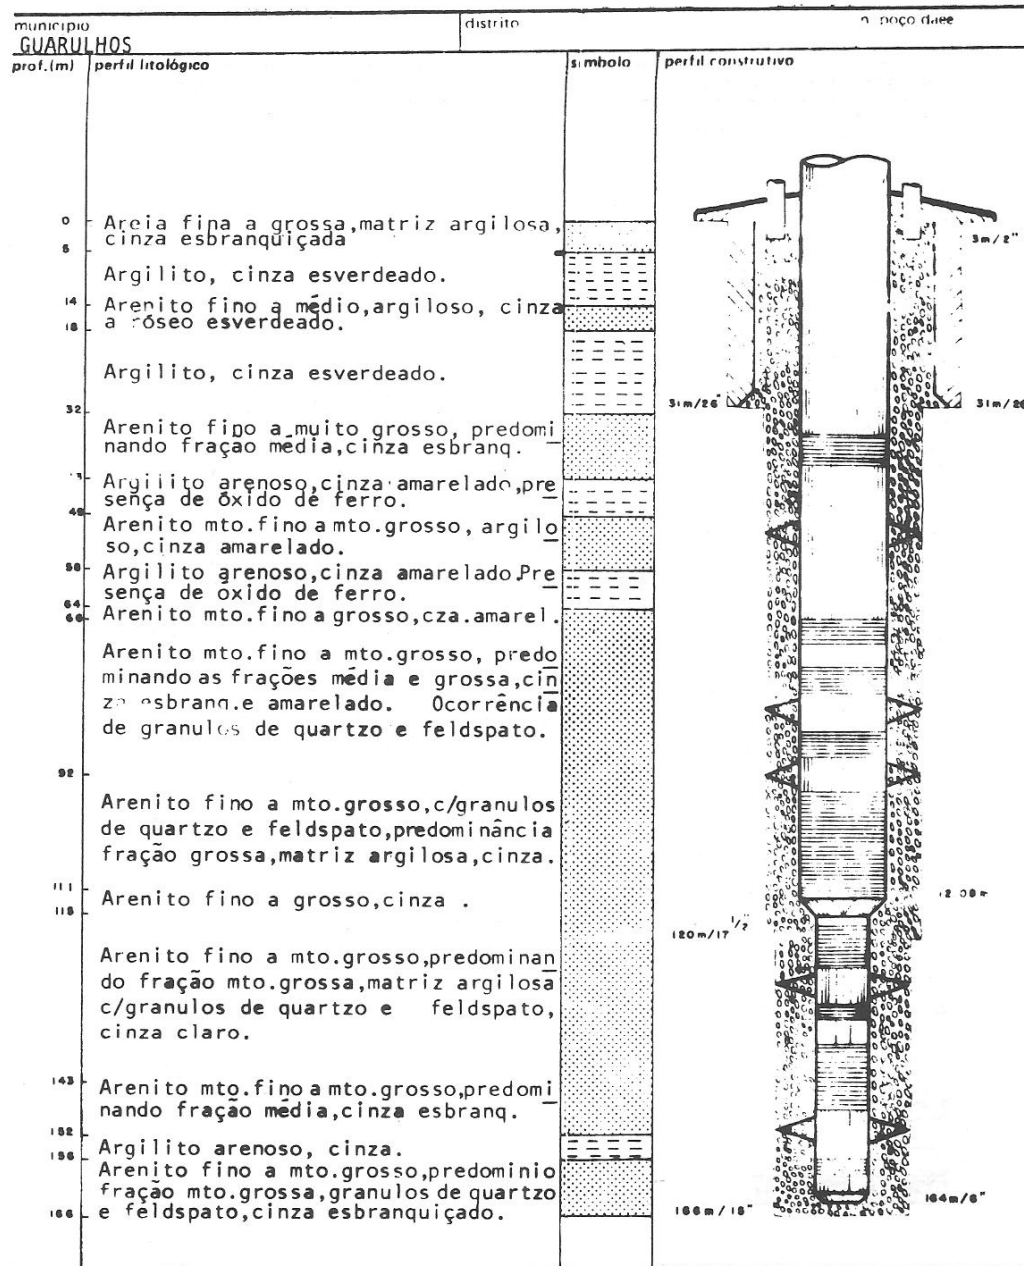 município distrito nº poço daee
GUARULHOS
prof.(m) perfil litológico símbolo perfil construtivo
0 Areia fina a grossa,matriz argilosa,
cinza esbranquiçada
3m/2"
5
Argilito, cinza esverdeado.
14 Arenito fino a médio,argiloso, cinza
a róseo esverdeado.
18
Argilito, cinza esverdeado.
31m/26" 31m/26
32
Arenito fino a muito grosso, predomi
nando fração média,cinza esbranq.
Argilito arenoso,cinza amarelado,pre
sença de óxido de ferro.
Arenito mto.fino a mto.grosso, argilo
so,cinza amarelado.
Argilito arenoso,cinza amarelado.Pre
sença de óxido de ferro.
64
Arenito mto.fino a grosso,cza.amarel.
66
Arenito mto.fino a mto.grosso, predo
minando as frações média e grossa,cin
za esbranq.e amarelado. Ocorrência
de granulos de quartzo e feldspato.
92
Arenito fino a mto.grosso,c/granulos
de quartzo e feldspato,predominância
fração grossa,matriz argilosa,cinza.
111
Arenito fino a grosso,cinza .
115
120m/17 1/2"
Arenito fino a mto.grosso,predominan
do fração mto.grossa,matriz argilosa
c/granulos de quartzo e feldspato,
cinza claro.
143
Arenito mto.fino a mto.grosso,predomi
nando fração média,cinza esbranq.
152
Argilito arenoso, cinza.
156
Arenito fino a mto.grosso,predominio
fração mto.grossa,granulos de quartzo
164m/6"
166 e feldspato,cinza esbranquiçado.
166m/15"